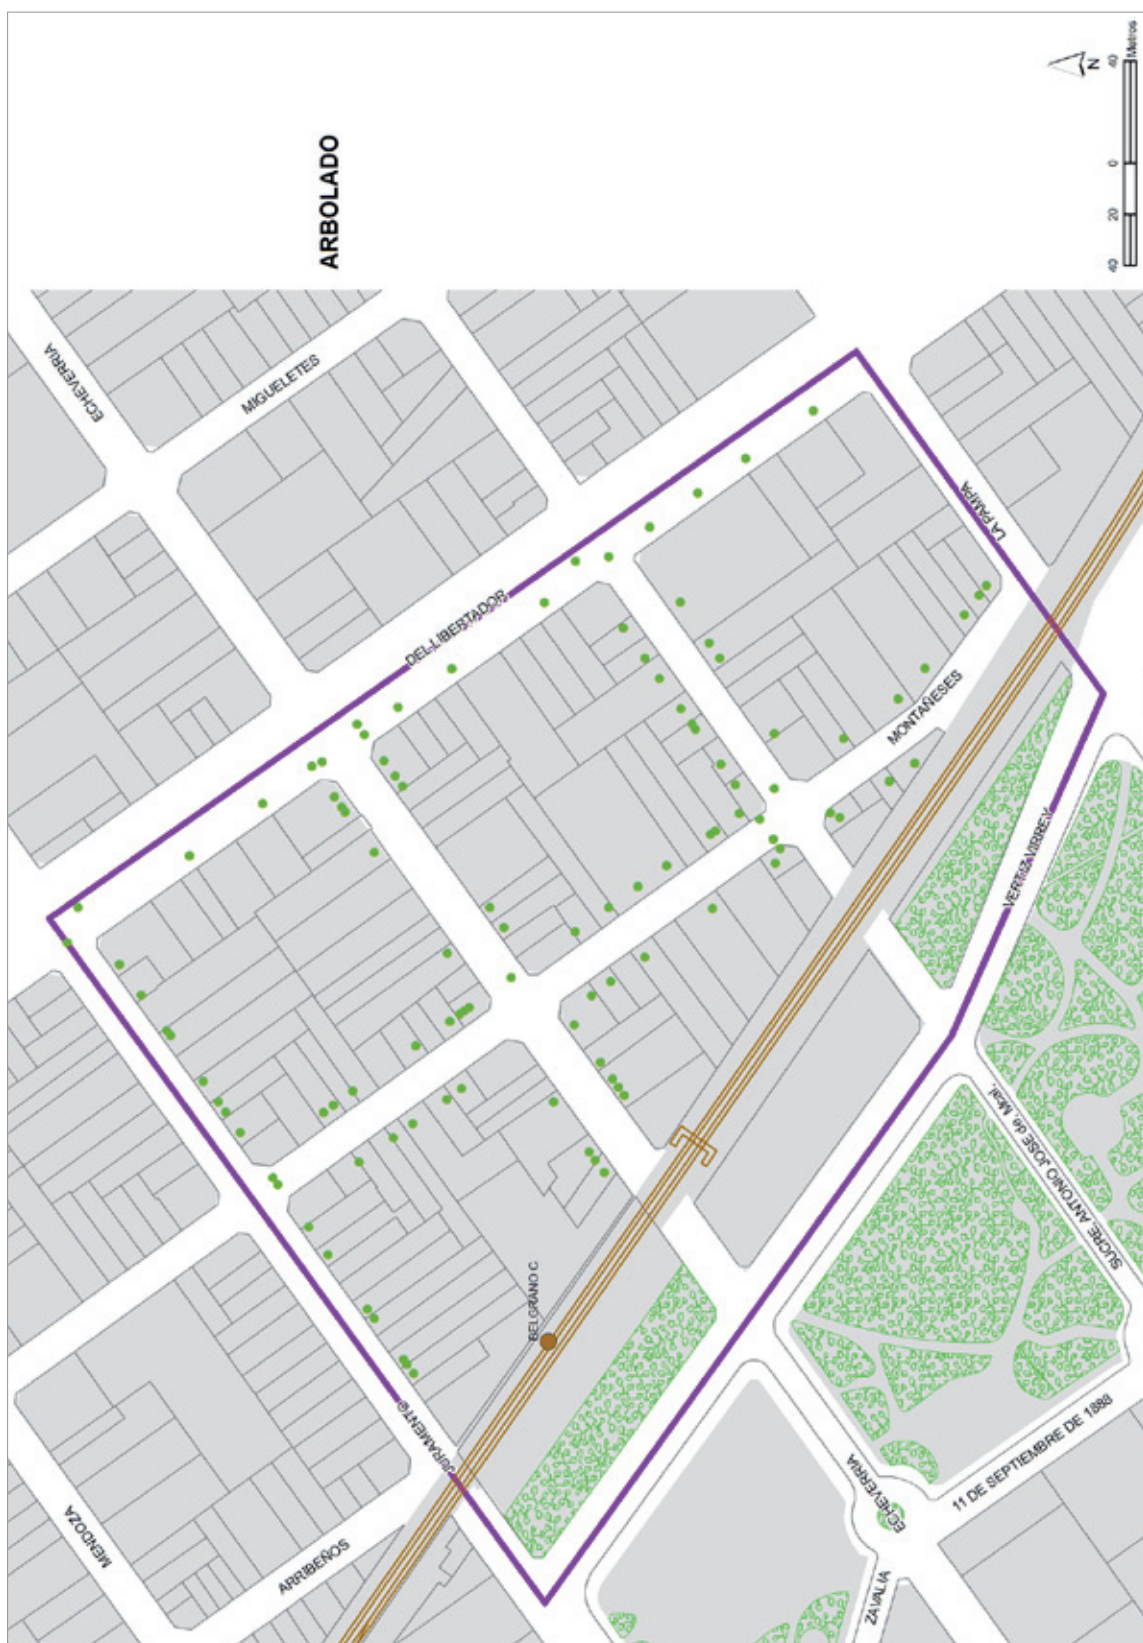 ARBOLADO
N
40 20 0 40
Metros
ECHEVERRIA
MIGUELETES
DEL LIBERTADOR
LA PAMPA
MONTAÑESES
VERTIZ VIRREY
SUCRE, ANTONIO JOSE de, Mcal.
BELGRANO C
JURAMENTO
MENDOZA
ARRIBEÑOS
ECHEVERRIA
11 DE SEPTIEMBRE DE 1888
ZAVALIA